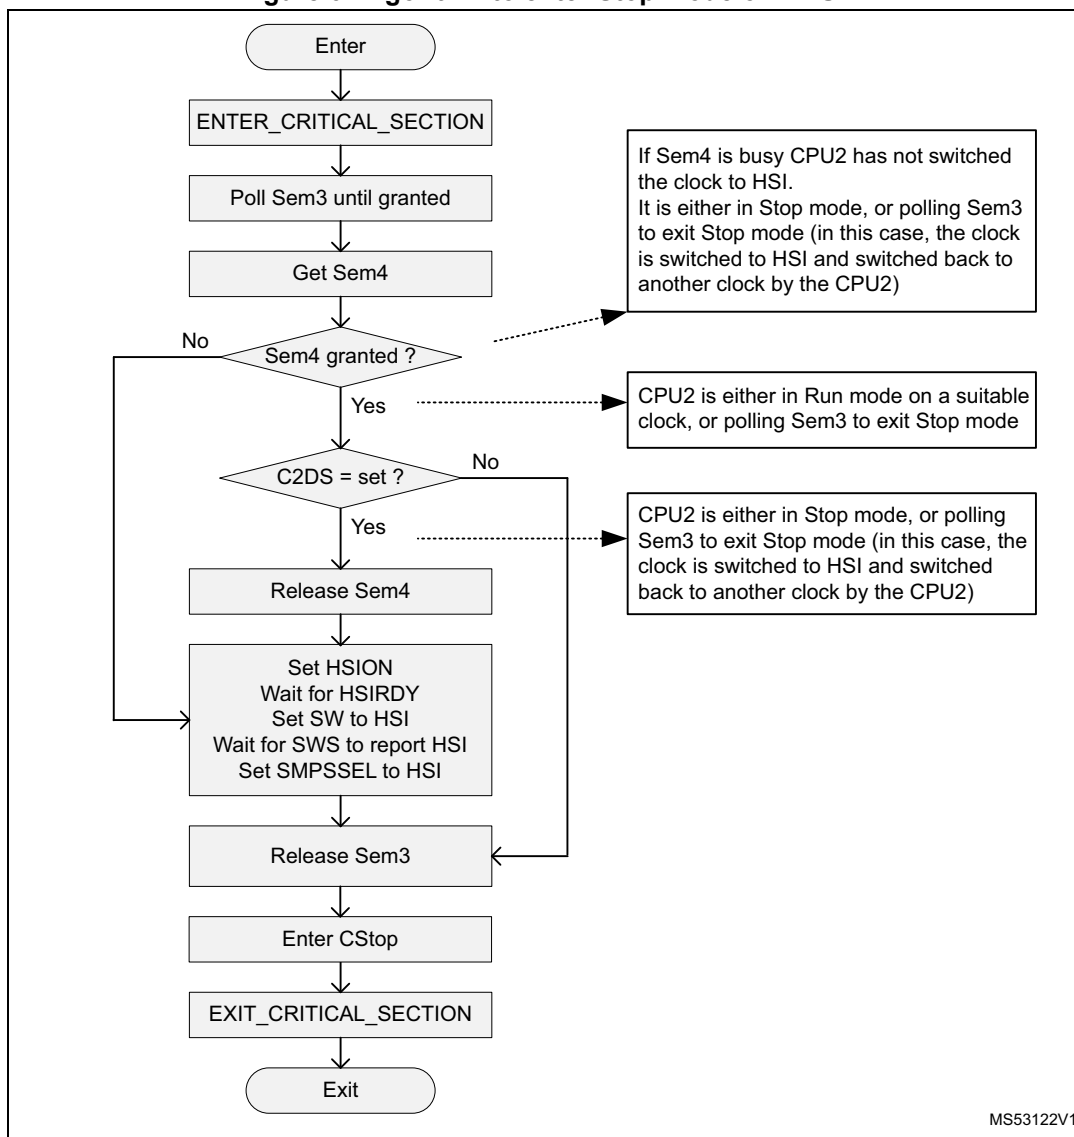 Enter
ENTER_CRITICAL_SECTION
Poll Sem3 until granted
Get Sem4
If Sem4 is busy CPU2 has not switched
the clock to HSI.
It is either in Stop mode, or polling Sem3
to exit Stop mode (in this case, the clock
is switched to HSI and switched back to
another clock by the CPU2)
No
Sem4 granted ?
Yes
CPU2 is either in Run mode on a suitable
clock, or polling Sem3 to exit Stop mode
C2DS = set ?
No
Yes
CPU2 is either in Stop mode, or polling
Sem3 to exit Stop mode (in this case, the
clock is switched to HSI and switched
back to another clock by the CPU2)
Release Sem4
Set HSION
Wait for HSIRDY
Set SW to HSI
Wait for SWS to report HSI
Set SMPSSEL to HSI
Release Sem3
Enter CStop
EXIT_CRITICAL_SECTION
Exit
MS53122V1